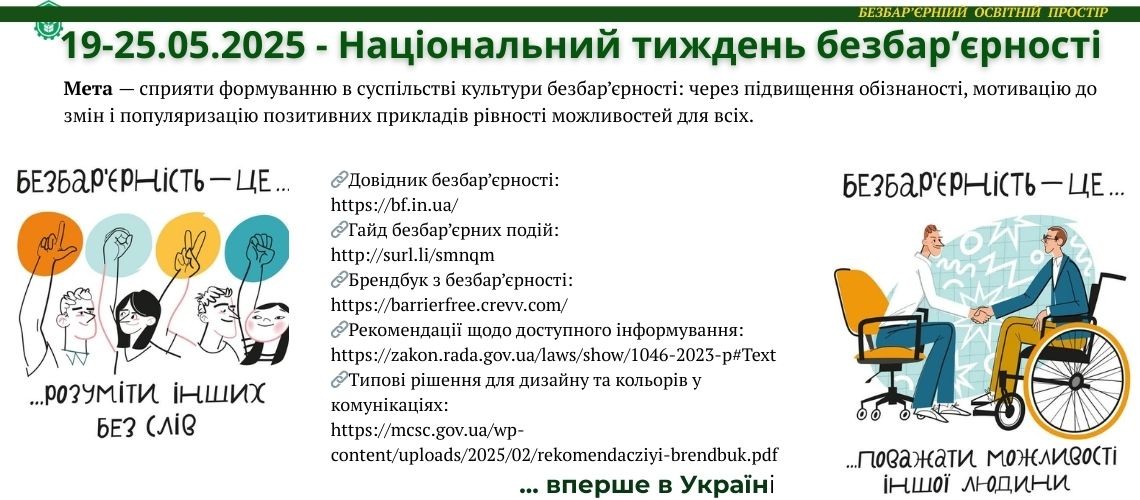 БЕЗБАР’ЄРНІИЙ ОСВІТНІЙ ПРОСТІР
19-25.05.2025 - Національний тиждень безбар’єрності
Мета — сприяти формуванню в суспільстві культури безбар’єрності: через підвищення обізнаності, мотивацію до
змін і популяризацію позитивних прикладів рівності можливостей для всіх.
БЕЗБАР'ЄРНІСТЬ — ЦЕ...
...РОЗУМІТИ ІНШИХ
БЕЗ СЛІВ
🔗Довідник безбар’єрності:
https://bf.in.ua/
🔗Гайд безбар’єрних подій:
http://surl.li/smnqm
🔗Брендбук з безбар’єрності:
https://barrierfree.crevv.com/
🔗Рекомендації щодо доступного інформування:
https://zakon.rada.gov.ua/laws/show/1046-2023-р#Text
🔗Типові рішення для дизайну та кольорів у
комунікаціях:
https://mcsc.gov.ua/wp-
content/uploads/2025/02/rekomendacziyi-brendbuk.pdf
... вперше в Україні
БЕЗБАР'ЄРНІСТЬ — ЦЕ...
...ПОВАЖАТИ МОЖЛИВОСТІ
ІНШОЇ ЛЮДИНИ